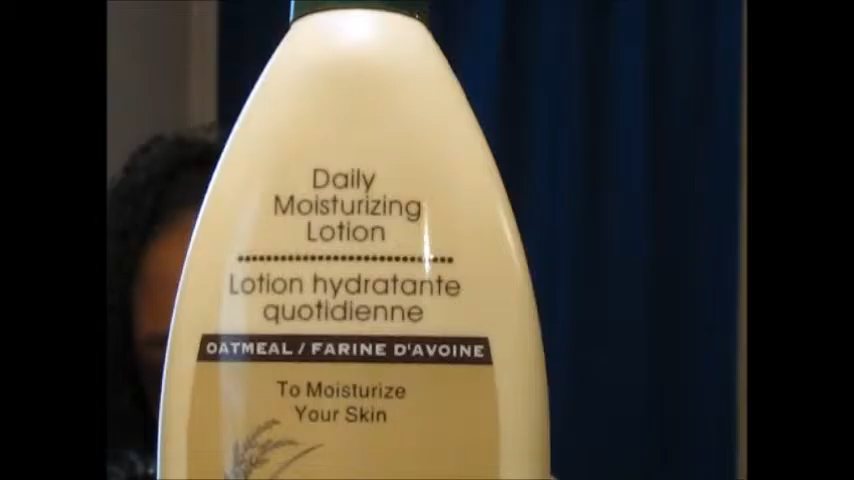 Daily
Moisturizing
Lotion
Lotion hydratante
quotidienne
OATMEAL / FARINE D'AVOINE
To Moisturize
Your Skin